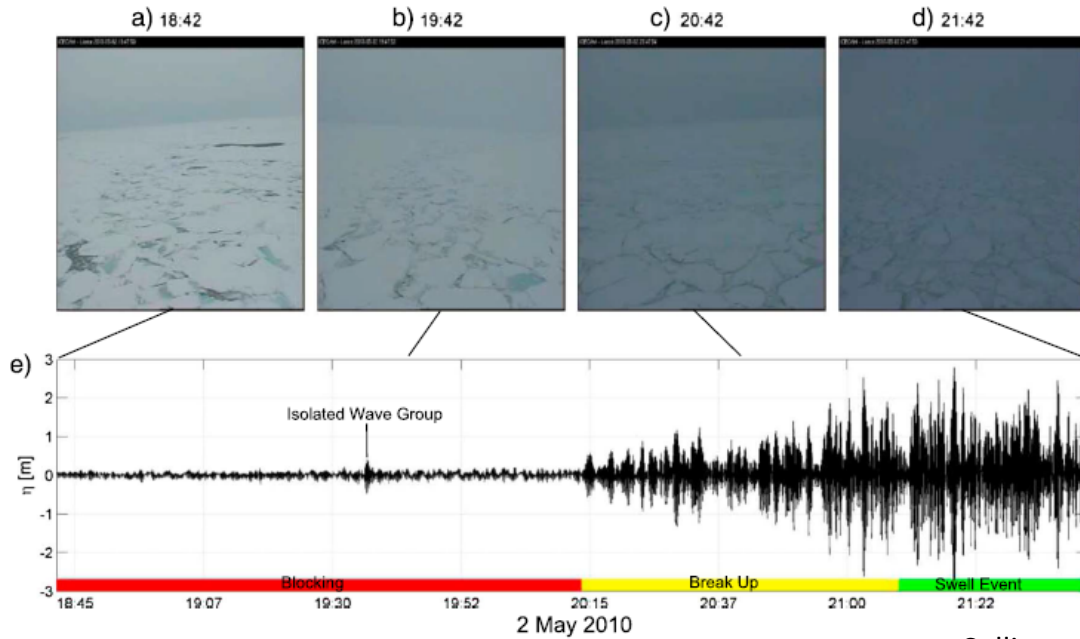 a) 18:42
b) 19:42
c) 20:42
d) 21:42
e)
3
2
1
0
-1
-2
-3
η [m]
Isolated Wave Group
Blocking
Break Up
Swell Event
18:45 19:07 19:30 19:52 20:15 20 37 21:00 21:22
2 May 2010